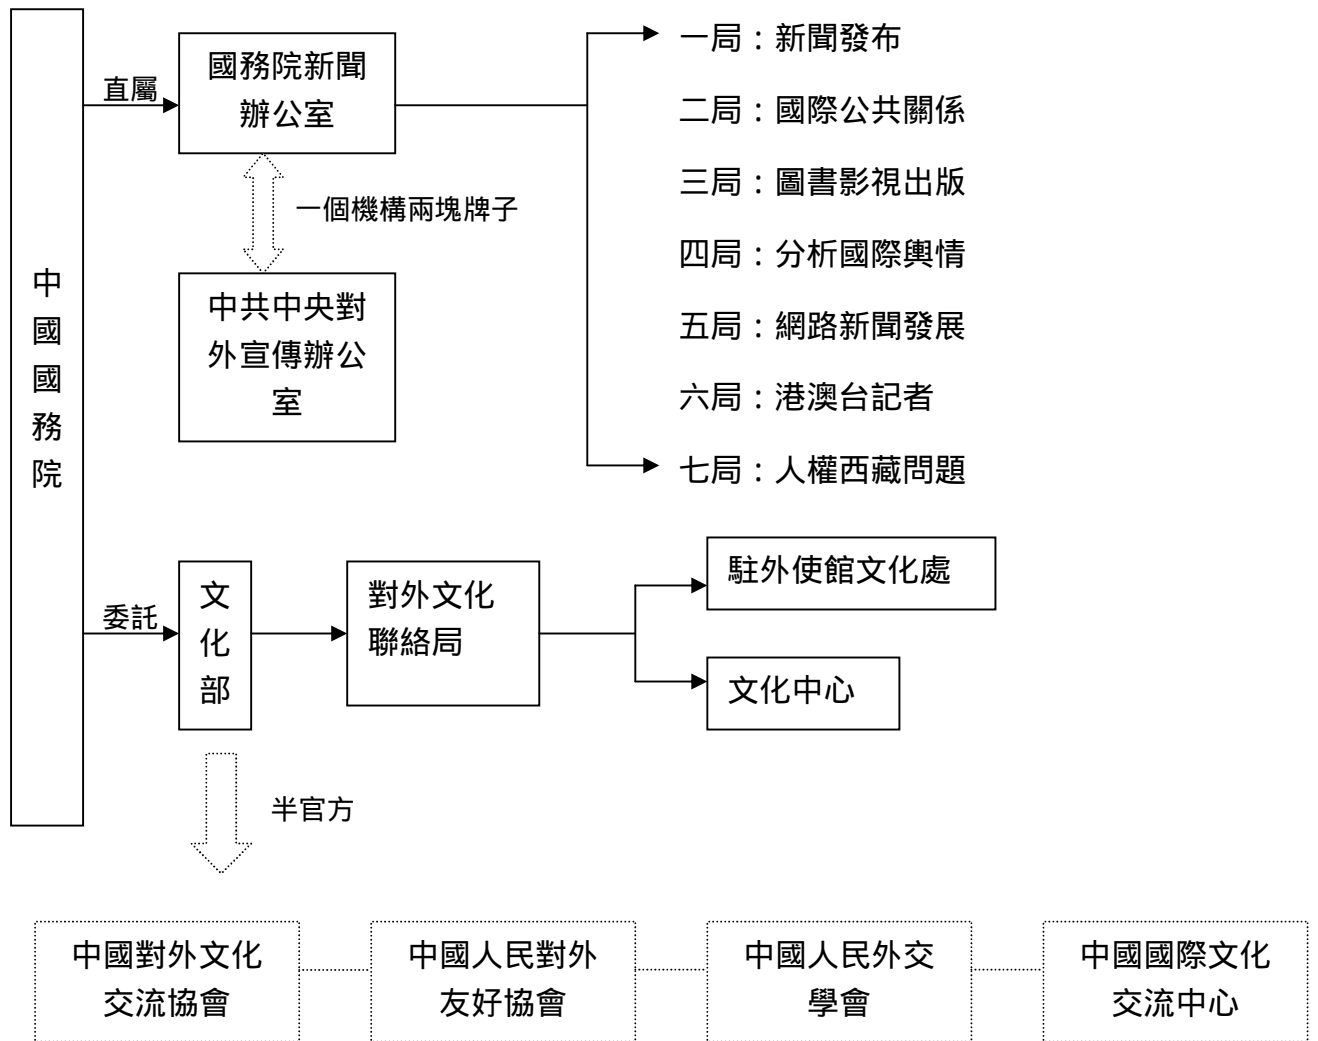 中
國
國
務
院
直屬
國務院新聞
辦公室
一個機構兩塊牌子
中共中央對
外宣傳辦公
室
一局：新聞發布
二局：國際公共關係
三局：圖書影視出版
四局：分析國際輿情
五局：網路新聞發展
六局：港澳台記者
七局：人權西藏問題
委託
文
化
部
對外文化
聯絡局
駐外使館文化處
文化中心
半官方
中國對外文化
交流協會
中國人民對外
友好協會
中國人民外交
學會
中國國際文化
交流中心